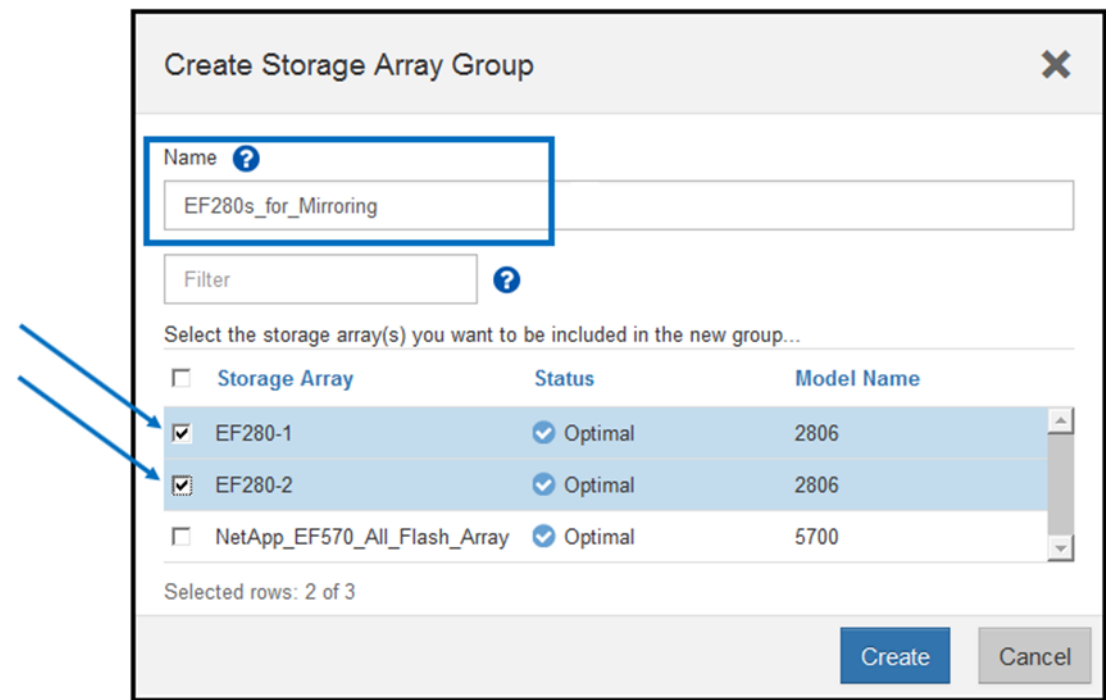 Create Storage Array Group
Name ?
EF280s_for_Mirroring
Filter ?
Select the storage array(s) you want to be included in the new group...
Storage Array Status Model Name
EF280-1 Optimal 2806
EF280-2 Optimal 2806
NetApp_EF570_All_Flash_Array Optimal 5700
Selected rows: 2 of 3
Create Cancel